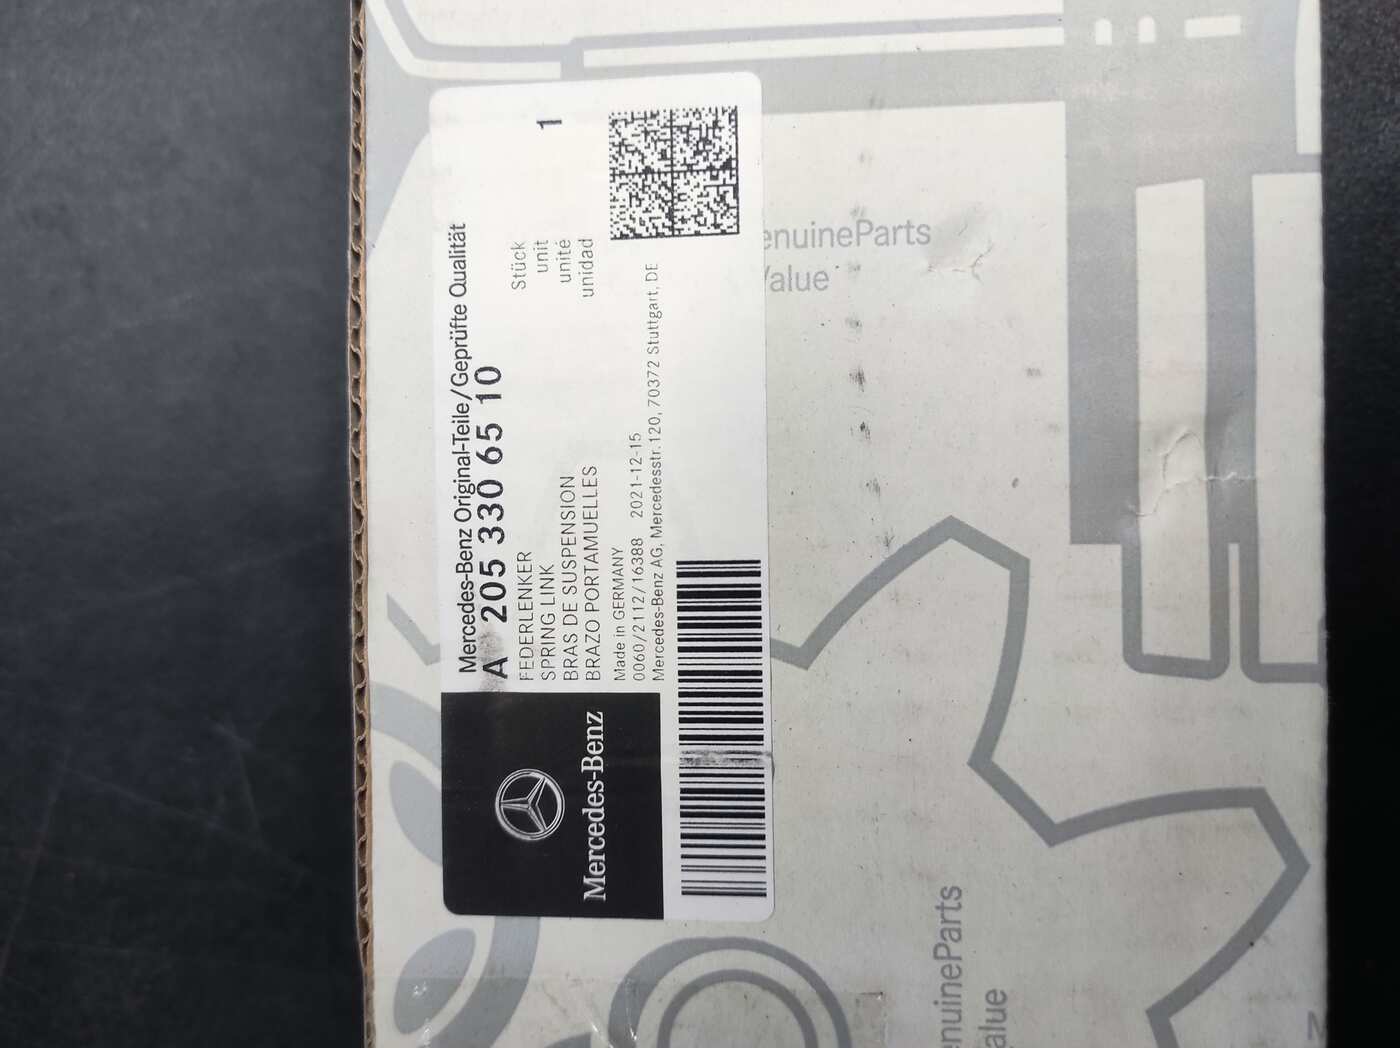 Mercedes-Benz Original-Teile/Geprüfte Qualität
A 205 330 65 10
FEDERLENKER
SPRING LINK
BRAS DE SUSPENSION
BRAZO PORTAMUELLES
Stück
unit
unité
unidad
1
Made in GERMANY
0060/2112/16388 2021-12-15
Mercedes-Benz AG, Mercedesstr. 120, 70372 Stuttgart, DE
Mercedes-Benz
enuineParts
Value
enuineParts
alue